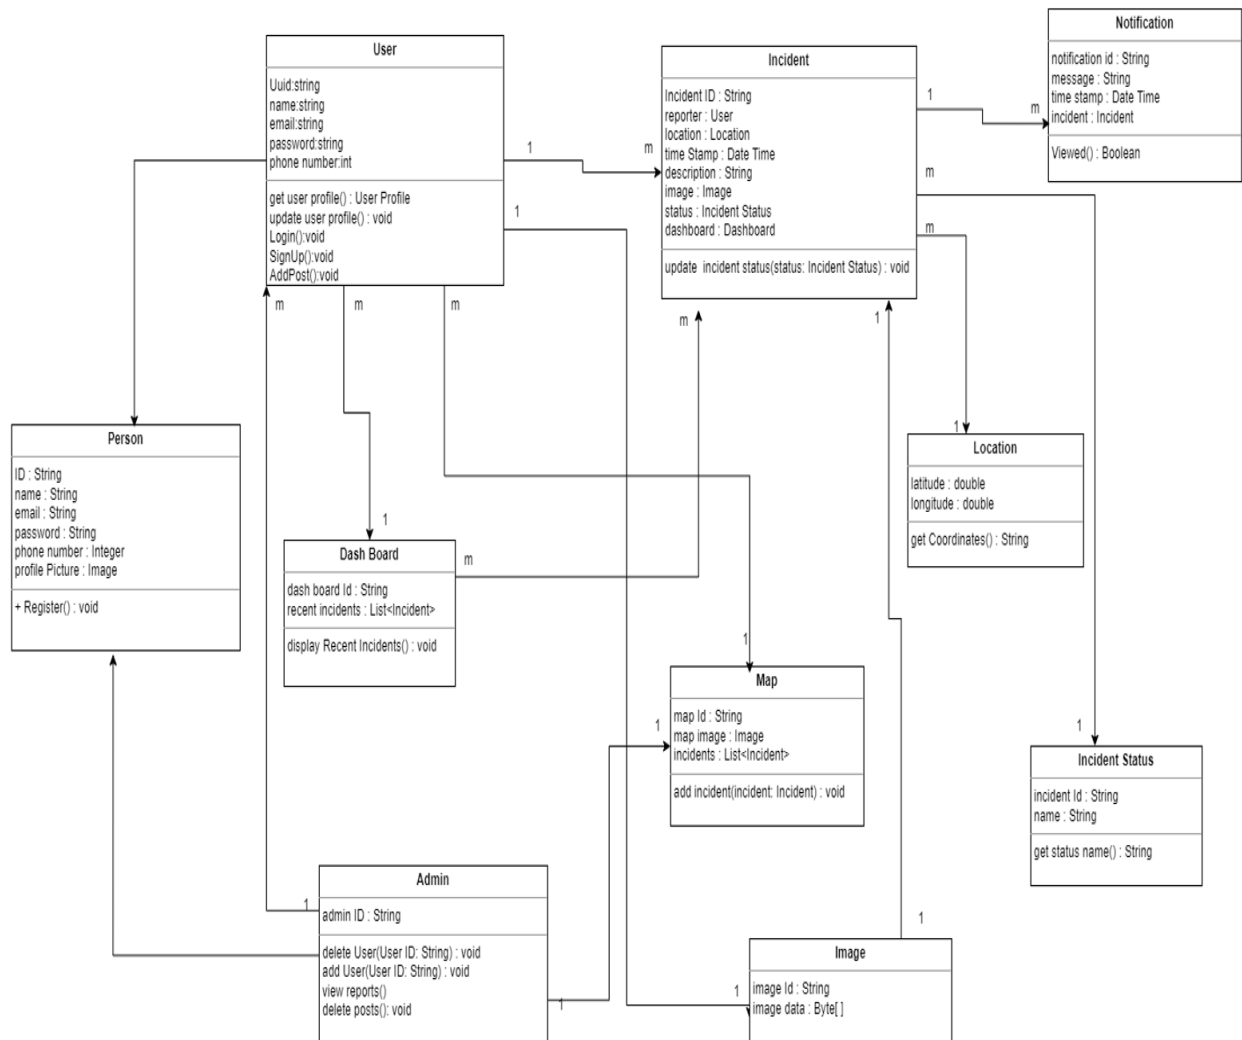 User
Uuid:string
name:string
email:string
password:string
phone number:int
get user profile() : User Profile
update user profile() : void
Login():void
SignUp():void
AddPost():void
Incident
Incident ID : String
reporter : User
location : Location
time Stamp : Date Time
description : String
image : Image
status : Incident Status
dashboard : Dashboard
update incident status(status: Incident Status) : void
Notification
notification id : String
message : String
time stamp : Date Time
incident : Incident
Viewed() : Boolean
1
m
1
m
m
1
m
m
m
m
m
1
Person
ID : String
name : String
email : String
password : String
phone number : Integer
profile Picture : Image
+ Register() : void
1
Location
latitude : double
longitude : double
get Coordinates() : String
1
Dash Board
dash board Id : String
recent incidents : List<Incident>
display Recent Incidents() : void
m
1
Map
map Id : String
map image : Image
incidents : List<Incident>
add incident(incident: Incident) : void
1
1
Incident Status
incident Id : String
name : String
get status name() : String
Admin
admin ID : String
delete User(User ID: String) : void
add User(User ID: String) : void
view reports()
delete posts(): void
1
1
1
Image
image Id : String
image data : Byte[ ]
1